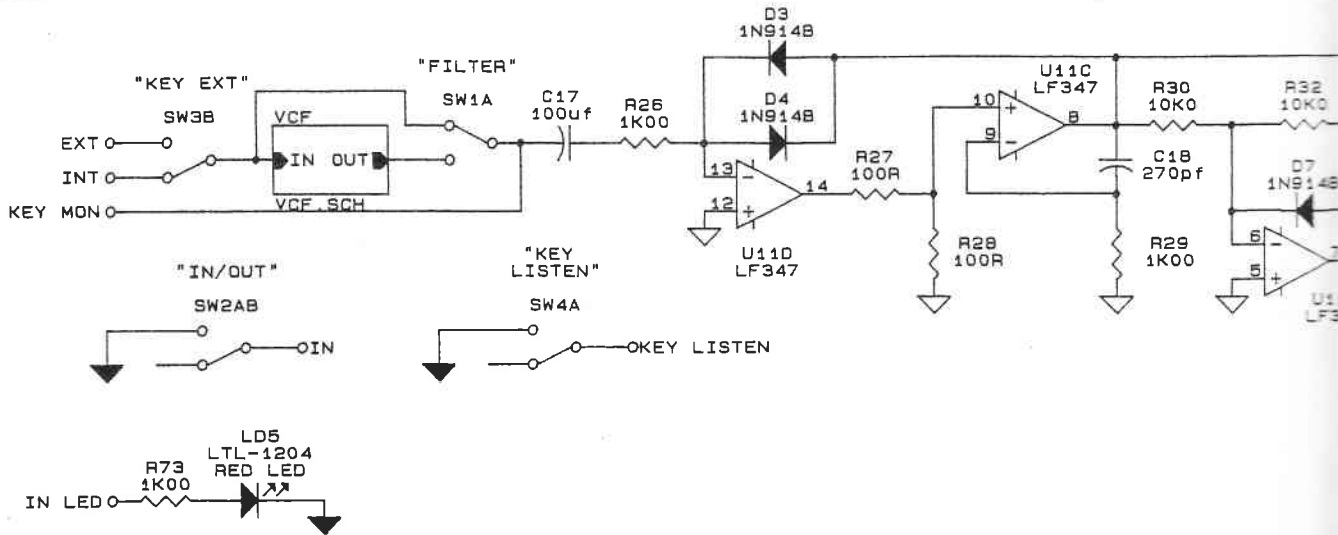 D3
1N914B
"KEY EXT"
"FILTER"
U11C
LF347
SW3B
SW1A
C17
100uf
R26
1K00
D4
1N914B
R30
10K0
R32
10K0
VCF
10
+
8
9
-
EXT
IN OUT
INT
KEY MON
VCF.SCH
R27
100R
C18
270pf
D7
1N914B
13
-
14
12
+
U11D
LF347
R28
100R
R29
1K00
6
-
5
+
"IN/OUT"
SW2AB
IN
"KEY
LISTEN"
SW4A
KEY LISTEN
LD5
LTL-1204
RED LED
R73
1K00
IN LED